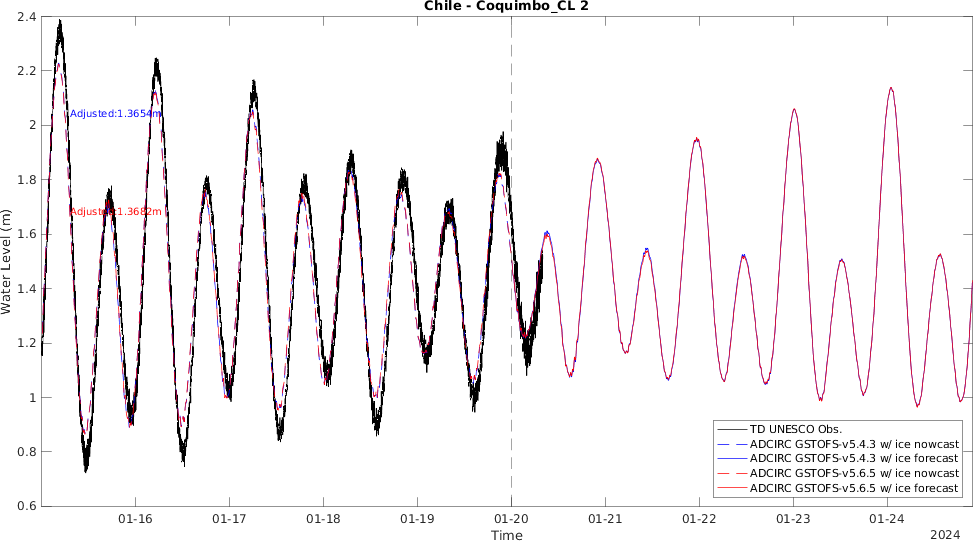 Chile - Coquimbo_CL 2
2.4
2.2
2
1.8
1.6
1.4
1.2
1
0.8
0.6
Water Level (m)
Adjusted:1.3654m
Adjusted:1.3682m
TD UNESCO Obs.
ADCIRC GSTOFS-v5.4.3 w/ ice nowcast
ADCIRC GSTOFS-v5.4.3 w/ ice forecast
ADCIRC GSTOFS-v5.6.5 w/ ice nowcast
ADCIRC GSTOFS-v5.6.5 w/ ice forecast
01-16 01-17 01-18 01-19 01-20 01-21 01-22 01-23 01-24
Time
2024